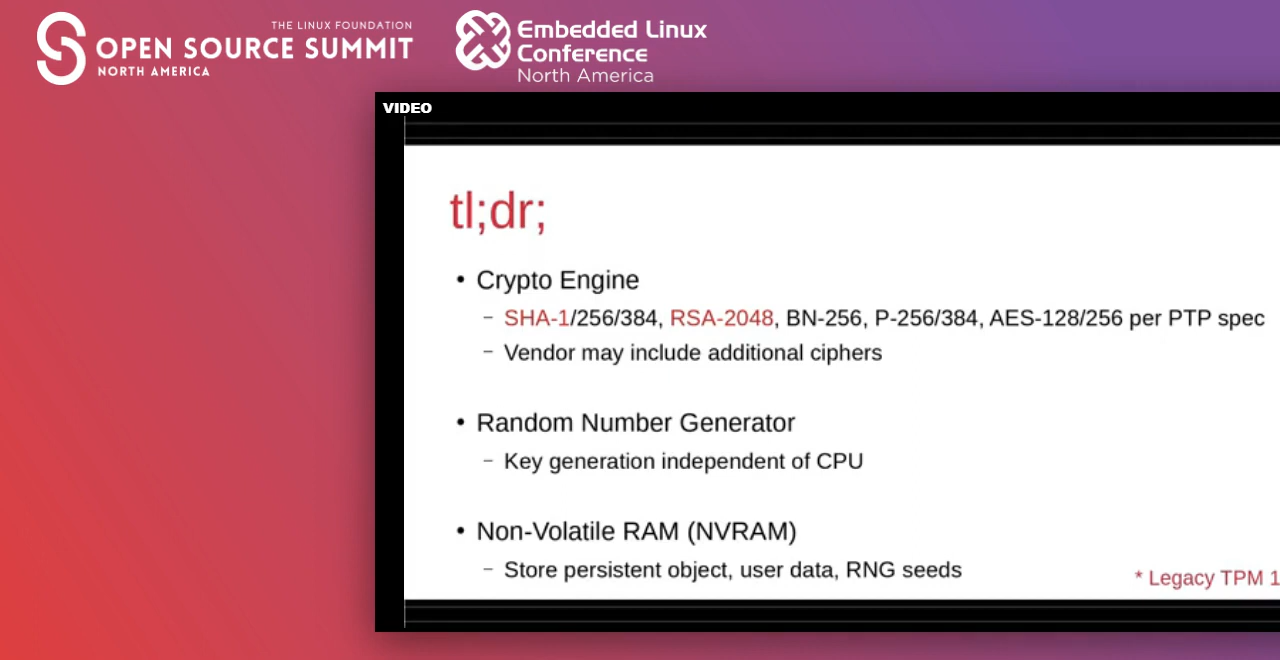 THE LINUX FOUNDATION
OPEN SOURCE SUMMIT
NORTH AMERICA
Embedded Linux
Conference
North America
VIDEO
tl;dr;
• Crypto Engine
– SHA-1/256/384, RSA-2048, BN-256, P-256/384, AES-128/256 per PTP spec
– Vendor may include additional ciphers
• Random Number Generator
– Key generation independent of CPU
• Non-Volatile RAM (NVRAM)
– Store persistent object, user data, RNG seeds
* Legacy TPM 1